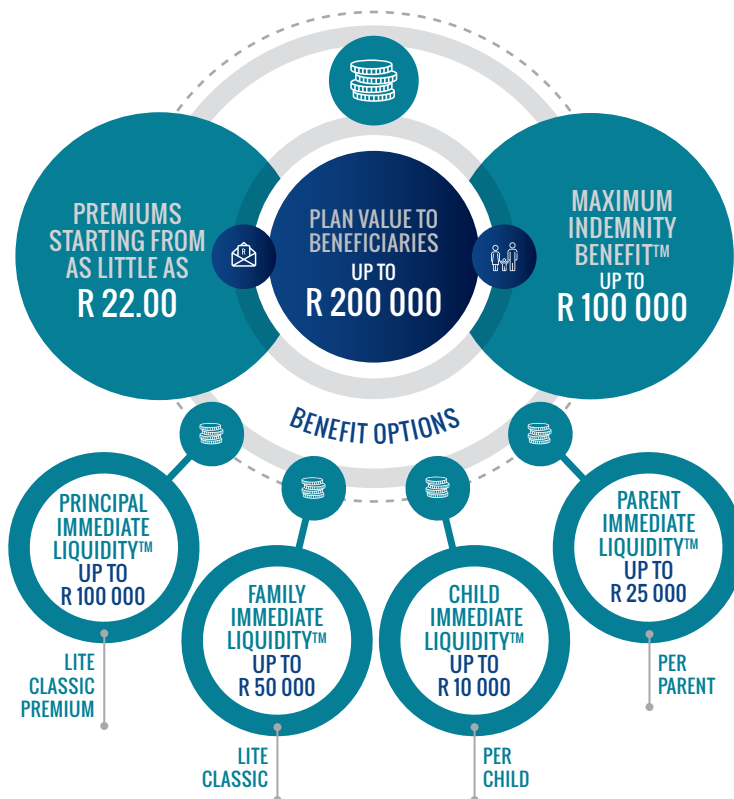 PREMIUMS
STARTING FROM
AS LITTLE AS
R 22.00
R
PLAN VALUE TO
BENEFICIARIES
UP TO
R 200 000
MAXIMUM
INDEMNITY
BENEFIT™
UP TO
R 100 000
BENEFIT OPTIONS
PRINCIPAL
IMMEDIATE
LIQUIDITY™
UP TO
R 100 000
LITE
CLASSIC
PREMIUM
FAMILY
IMMEDIATE
LIQUIDITY™
UP TO
R 50 000
LITE
CLASSIC
CHILD
IMMEDIATE
LIQUIDITY™
UP TO
R 10 000
PER
CHILD
PARENT
IMMEDIATE
LIQUIDITY™
UP TO
R 25 000
PER
PARENT